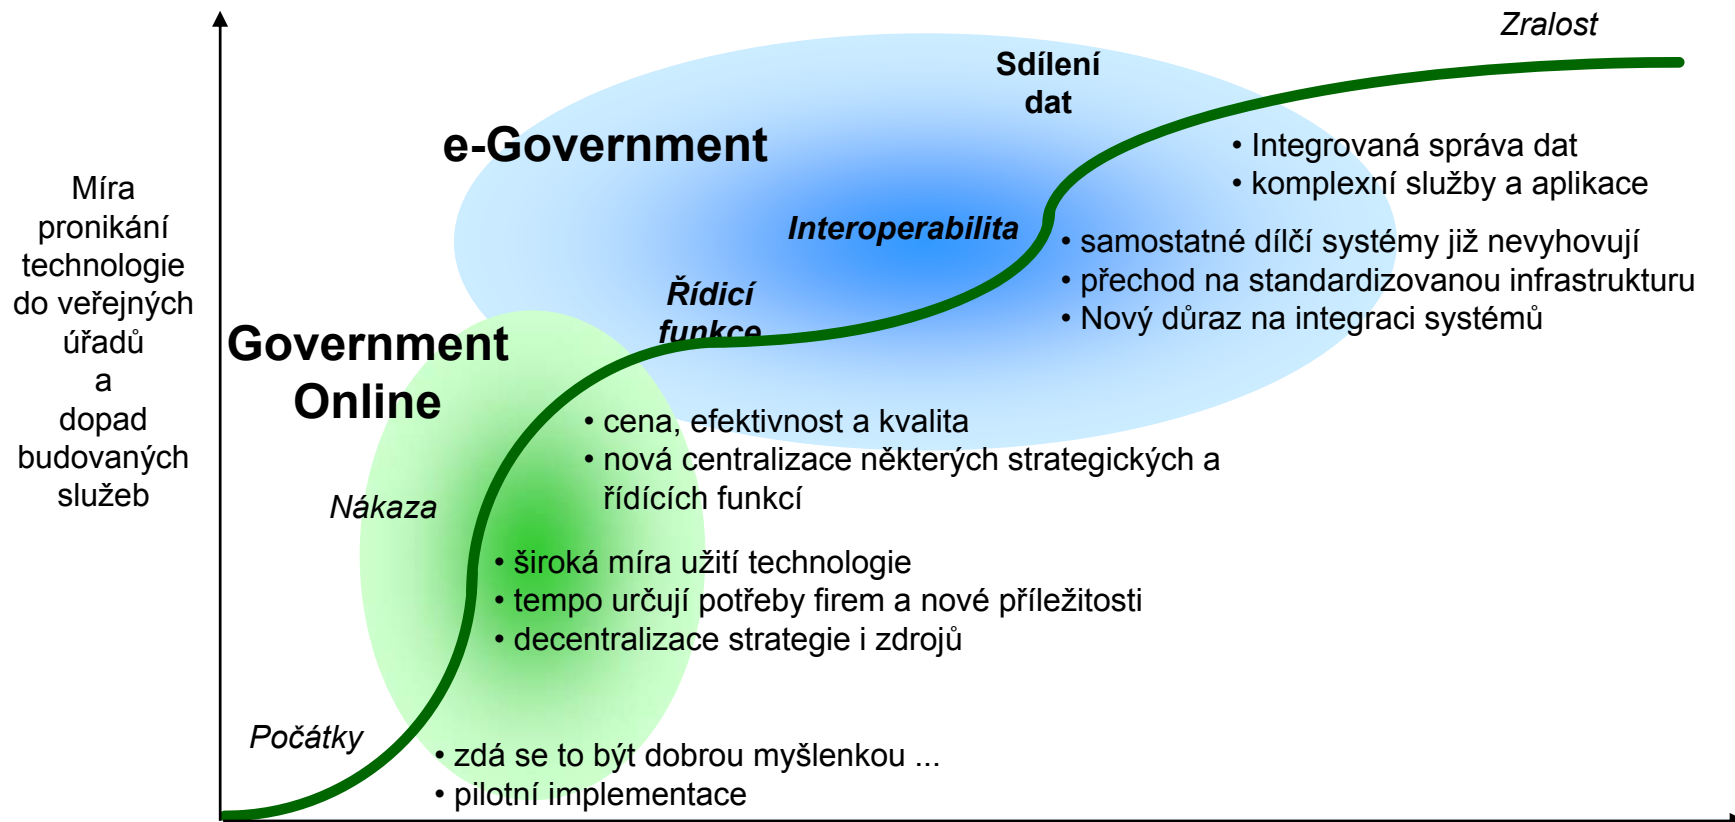 Zralost
Sdílení
dat
e-Government
• Integrovaná správa dat
• komplexní služby a aplikace
Míra
pronikání
technologie
do veřejných
úřadů
a
dopad
budovaných
služeb
Interoperabilita
• samostatné dílčí systémy již nevyhovují
• přechod na standardizovanou infrastrukturu
• Nový důraz na integraci systémů
Řídicí
funkce
Government
Online
• cena, efektivnost a kvalita
• nová centralizace některých strategických a
řídících funkcí
Nákaza
• široká míra užití technologie
• tempo určují potřeby firem a nové příležitosti
• decentralizace strategie i zdrojů
Počátky
• zdá se to být dobrou myšlenkou ...
• pilotní implementace